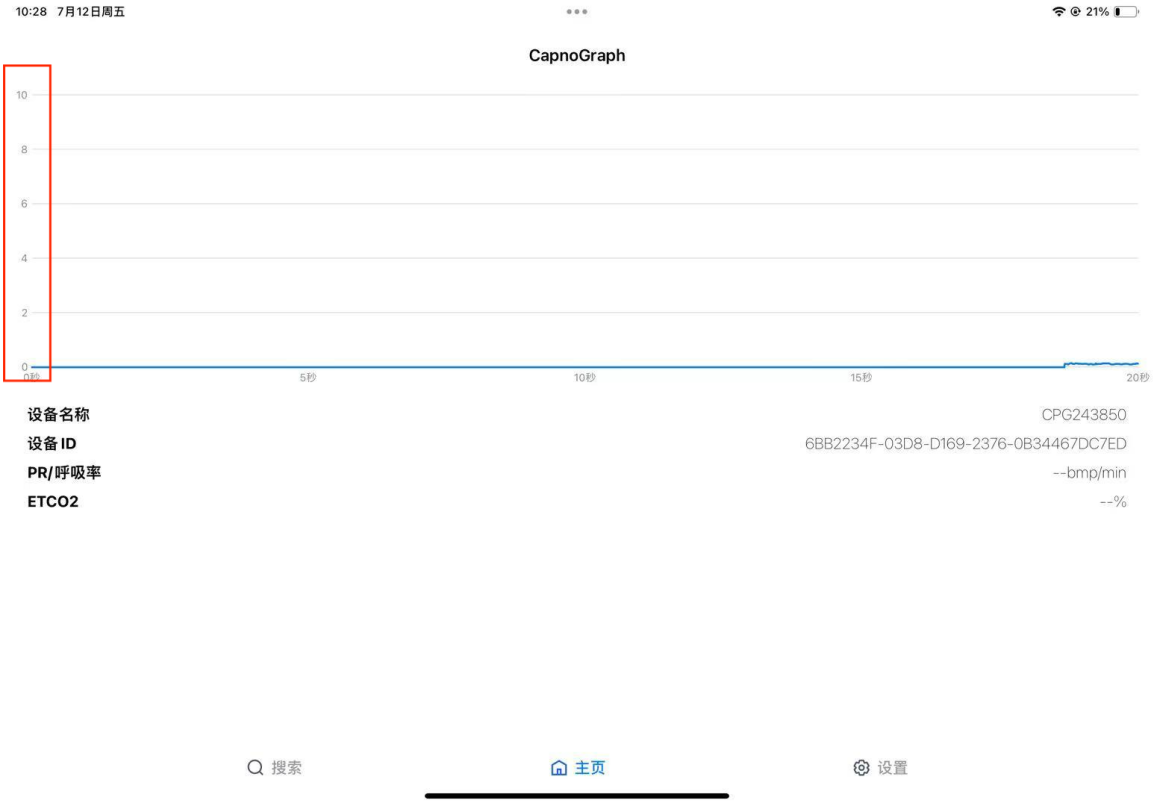 10:28 7月12日周五
21%
CapnoGraph
10
8
6
4
2
0
0秒 5秒 10秒 15秒 20秒
设备名称 CPG243850
设备ID 6BB2234F-03D8-D169-2376-0B34467DC7ED
PR/呼吸率 --bmp/min
ETCO2 --%
搜索 主页 设置